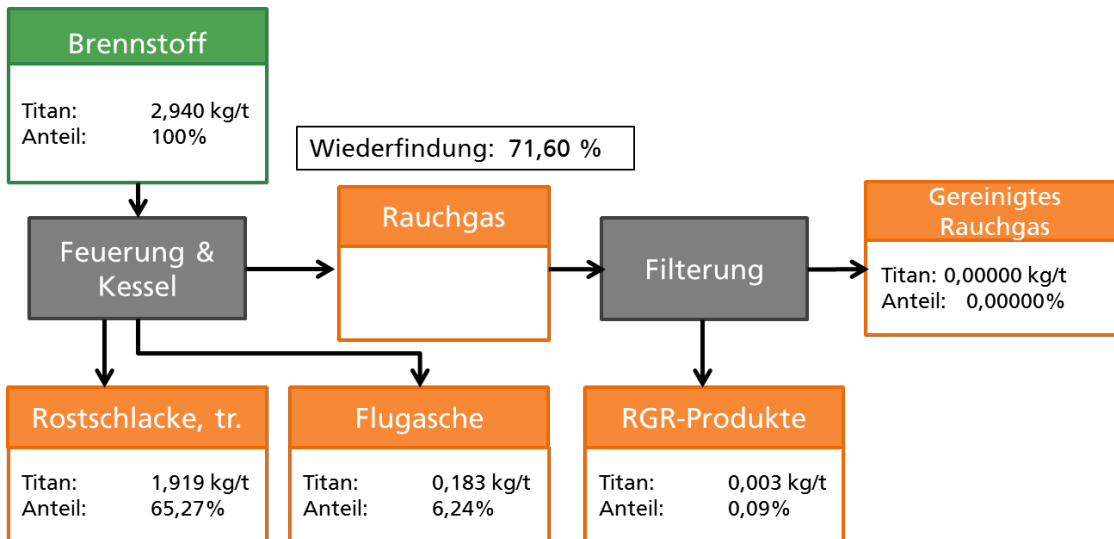 Brennstoff
Titan: 2,940 kg/t
Anteil: 100%
Wiederfindung: 71,60 %
Feuerung &
Kessel
Rauchgas
Filterung
Gereinigtes
Rauchgas
Titan: 0,00000 kg/t
Anteil: 0,00000%
Rostschlacke, tr.
Titan: 1,919 kg/t
Anteil: 65,27%
Flugasche
Titan: 0,183 kg/t
Anteil: 6,24%
RGR-Produkte
Titan: 0,003 kg/t
Anteil: 0,09%